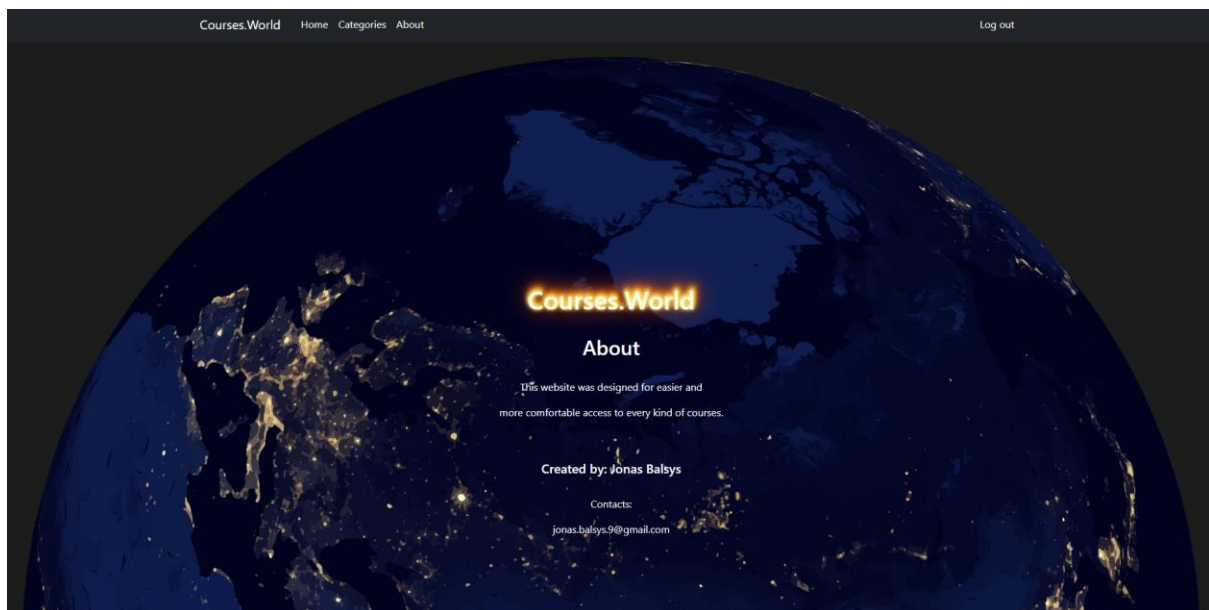 Courses.World Home Categories About Log out
Courses.World
About
This website was designed for easier and
more comfortable access to every kind of courses.
Created by: Jonas Balsys
Contacts:
jonas.balsys.9@gmail.com